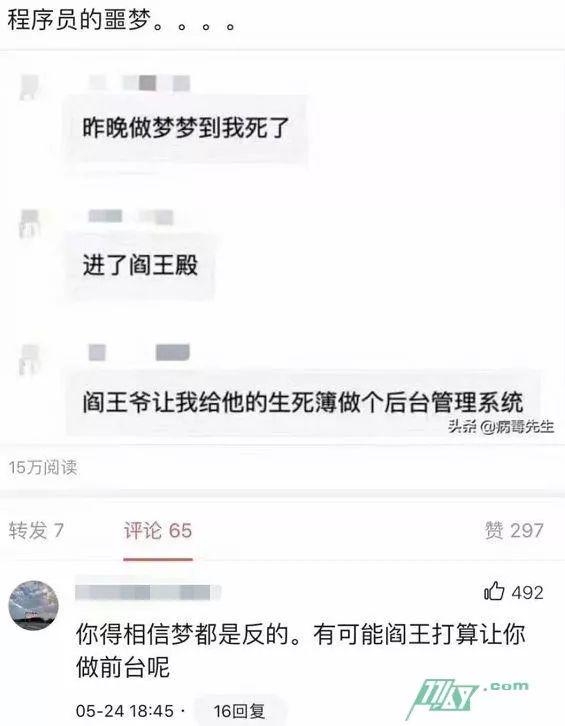 程序员的噩梦。。。。
昨晚做梦梦到我死了
进了阎王殿
阎王爷让我给他的生死簿做个后台管理系统
头条 @病毒先生
15万阅读
转发 7 评论 65 赞 297
492
你得相信梦都是反的。有可能阎王打算让你
做前台呢
05-24 18:45 · 16回复